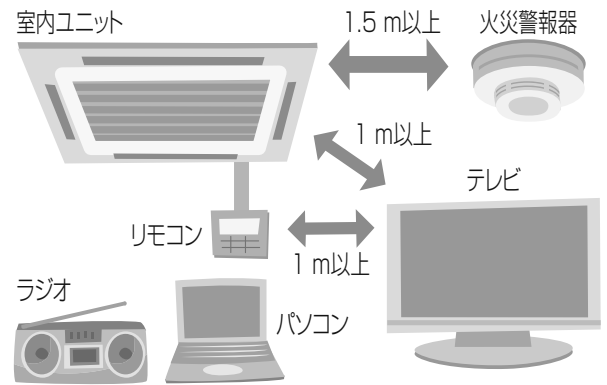 室内ユニット
1.5 m以上
火災警報器
1 m以上
テレビ
リモコン
1 m以上
ラジオ
パソコン